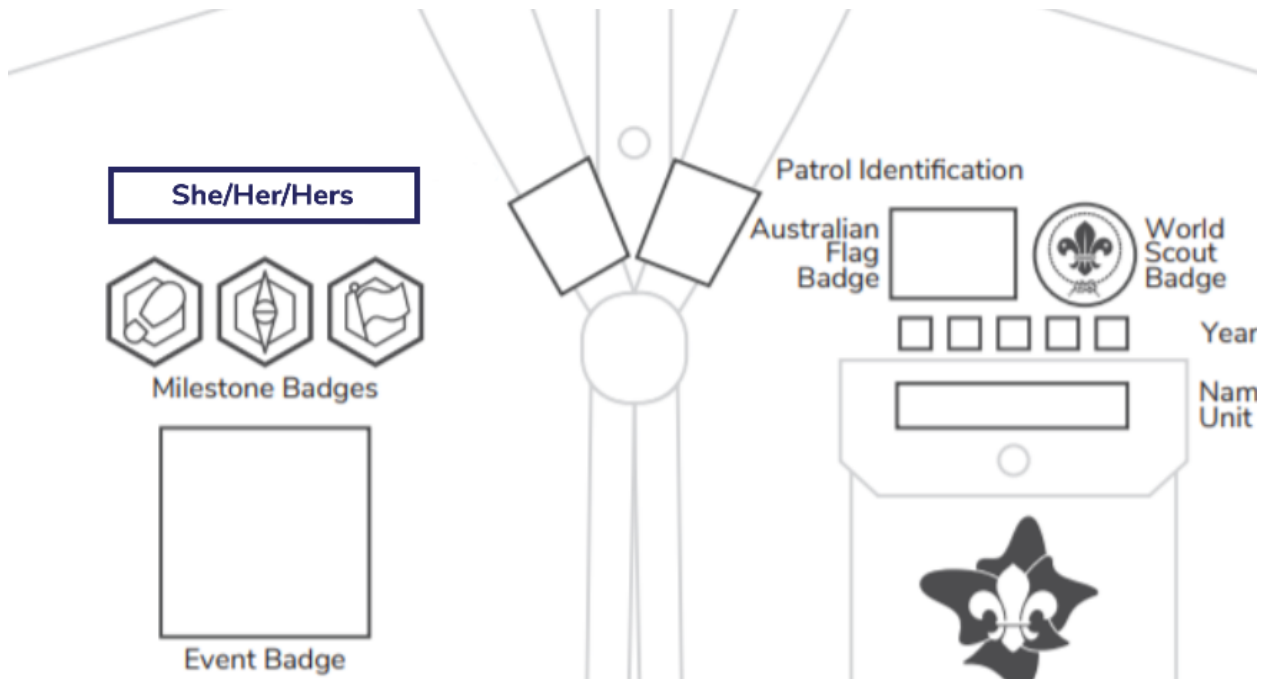 She/Her/Hers
Milestone Badges
Event Badge
Patrol Identification
Australian
Flag
Badge
World
Scout
Badge
Year
Nam
Unit